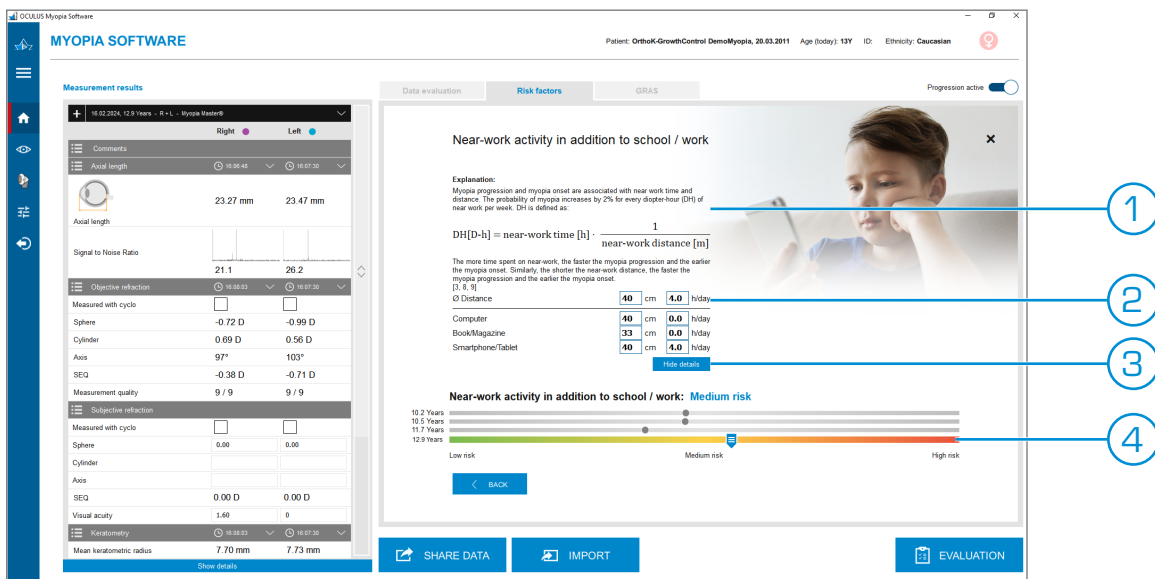 OCULUS Myopia Software
MYOPIA SOFTWARE
Patient: OrthoK-GrowthControl DemoMyopia, 20.03.2011 Age (today): 13Y ID: Ethnicity: Caucasian
Measurement results
Data evaluation Risk factors GRAS
Progression active
16.02.2024, 12.9 Years - R + L - Myopia Master®
Right Left
Comments
Axial length 16:06:48 16:07:30
23.27 mm 23.47 mm
Axial length
Signal to Noise Ratio
21.1 26.2
Objective refraction 16:08:03 16:07:30
Measured with cyclo
Sphere -0.72 D -0.99 D
Cylinder 0.69 D 0.56 D
Axis 97° 103°
SEQ -0.38 D -0.71 D
Measurement quality 9 / 9 9 / 9
Subjective refraction
Measured with cyclo
Sphere 0.00 0.00
Cylinder
Axis
SEQ 0.00 D 0.00 D
Visual acuity 1.60 0
Keratometry 16:08:03 16:07:30
Mean keratometric radius 7.70 mm 7.73 mm
Show details
Near-work activity in addition to school / work
Explanation:
Myopia progression and myopia onset are associated with near work time and
distance. The probability of myopia increases by 2% for every diopter-hour (DH) of
near work per week. DH is defined as:
DH[D-h] = near-work time [h] · 1
near-work distance [m]
The more time spent on near-work, the faster the myopia progression and the earlier
the myopia onset. Similarly, the shorter the near-work distance, the faster the
myopia progression and the earlier the myopia onset.
[3, 8, 9]
Ø Distance 40 cm 4.0 h/day
Computer 40 cm 0.0 h/day
Book/Magazine 33 cm 0.0 h/day
Smartphone/Tablet 40 cm 4.0 h/day
Hide details
Near-work activity in addition to school / work: Medium risk
10.2 Years
10.5 Years
11.7 Years
12.9 Years
Low risk Medium risk High risk
BACK
SHARE DATA IMPORT EVALUATION
1
2
3
4